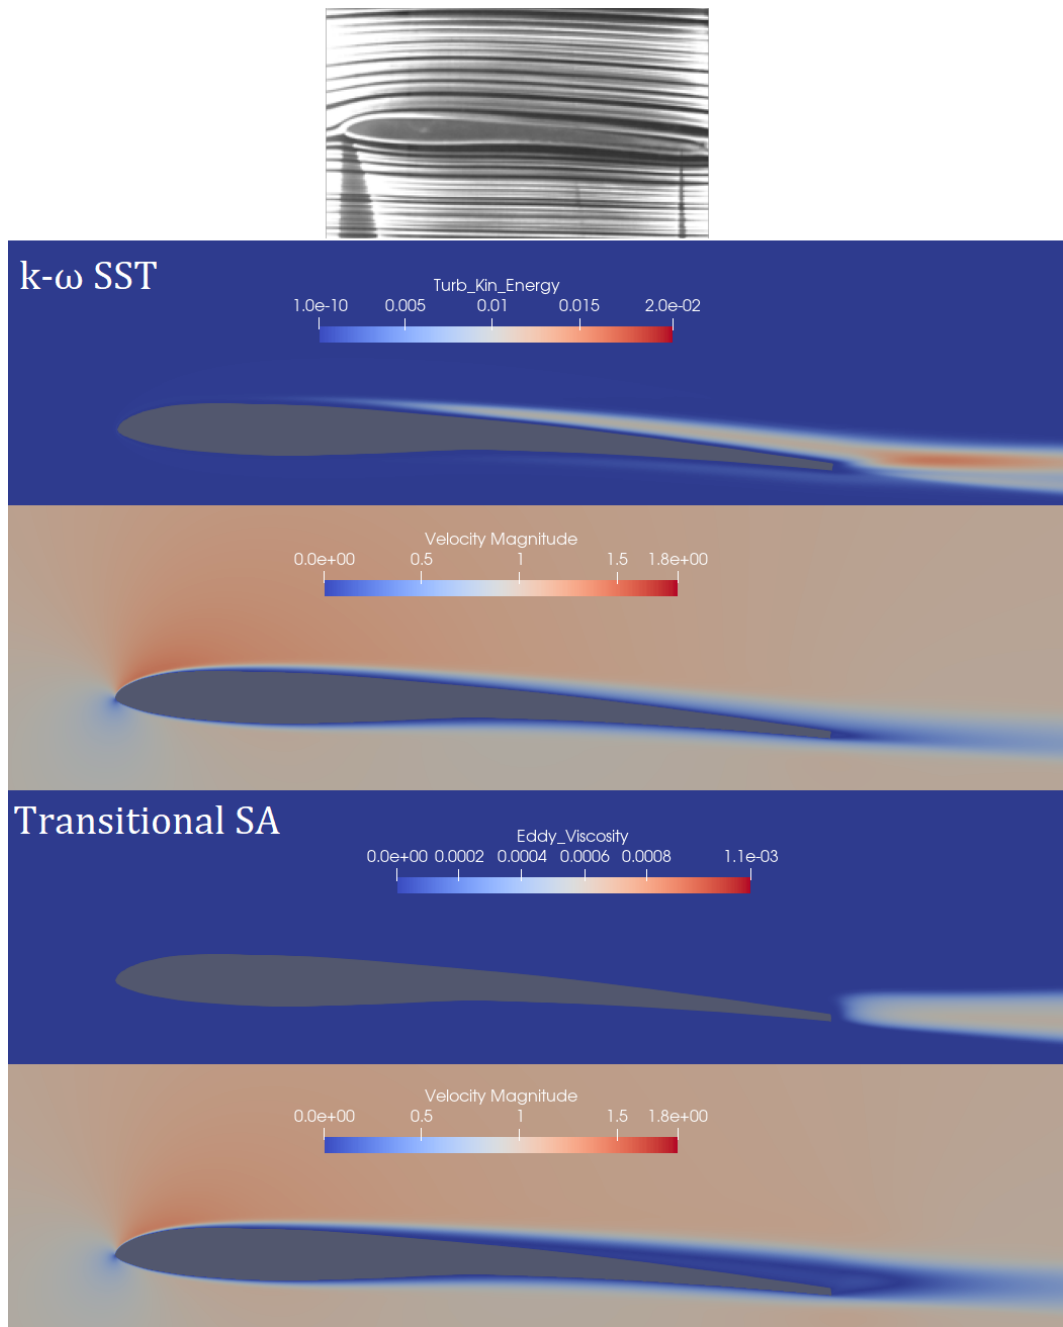 k-ω SST
Turb_Kin_Energy
1.0e-10 0.005 0.01 0.015 2.0e-02
Velocity Magnitude
0.0e+00 0.5 1 1.5 1.8e+00
Transitional SA
Eddy_Viscosity
0.0e+00 0.0002 0.0004 0.0006 0.0008 1.1e-03
Velocity Magnitude
0.0e+00 0.5 1 1.5 1.8e+00